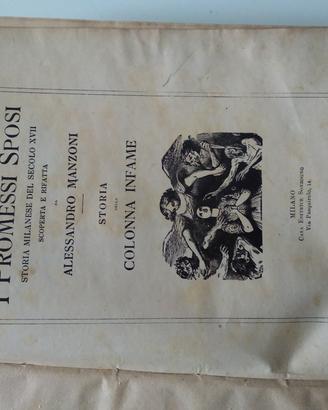 I PROMESSI SPOSI
STORIA MILANESE DEL SECOLO XVII
SCOPERTA E RIFATTA
DA
ALESSANDRO MANZONI
STORIA
DELLA
COLONNA INFAME
MILANO
CASA EDITRICE SONZOGNO
Via Pasquirolo, 14